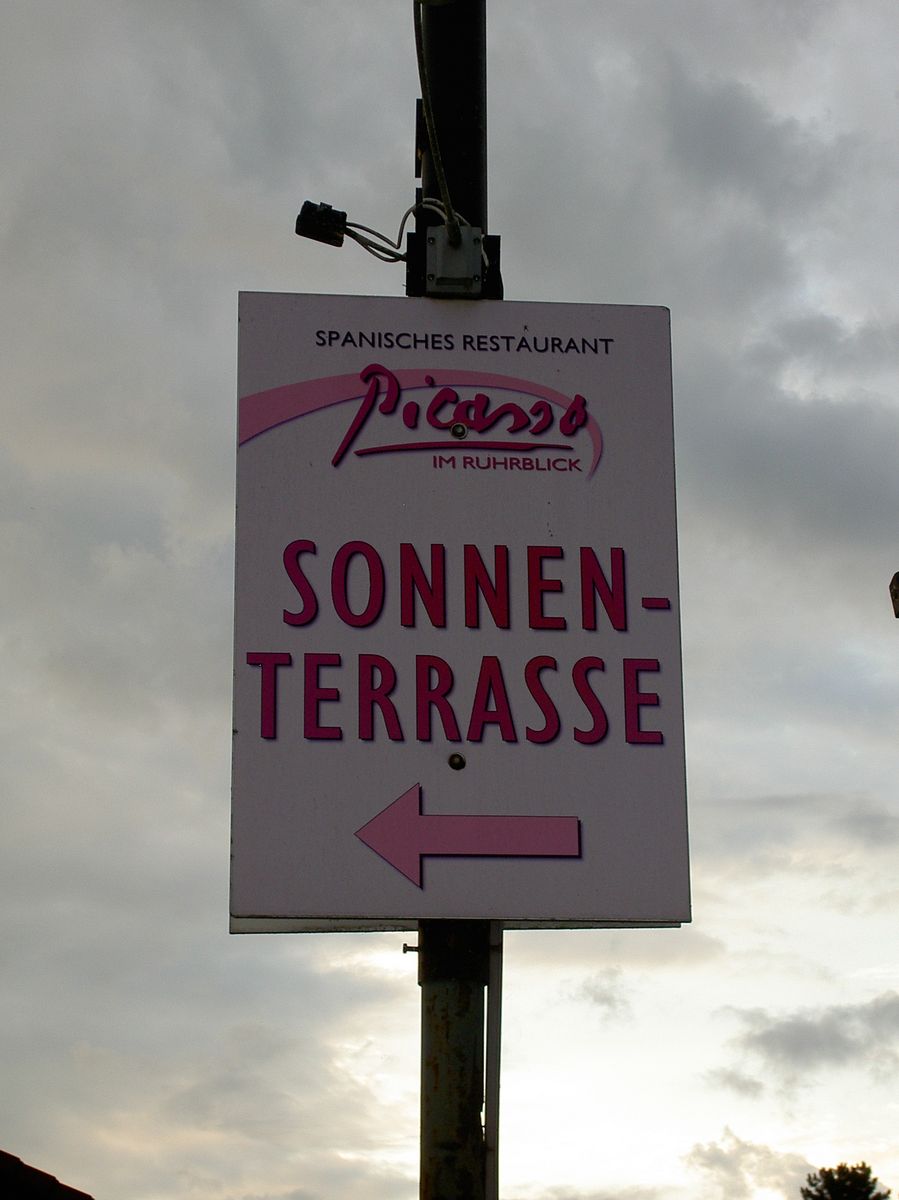 SPANISCHES RESTAURANT
Picasso
IM RUHRBLICK
SONNEN-
TERRASSE